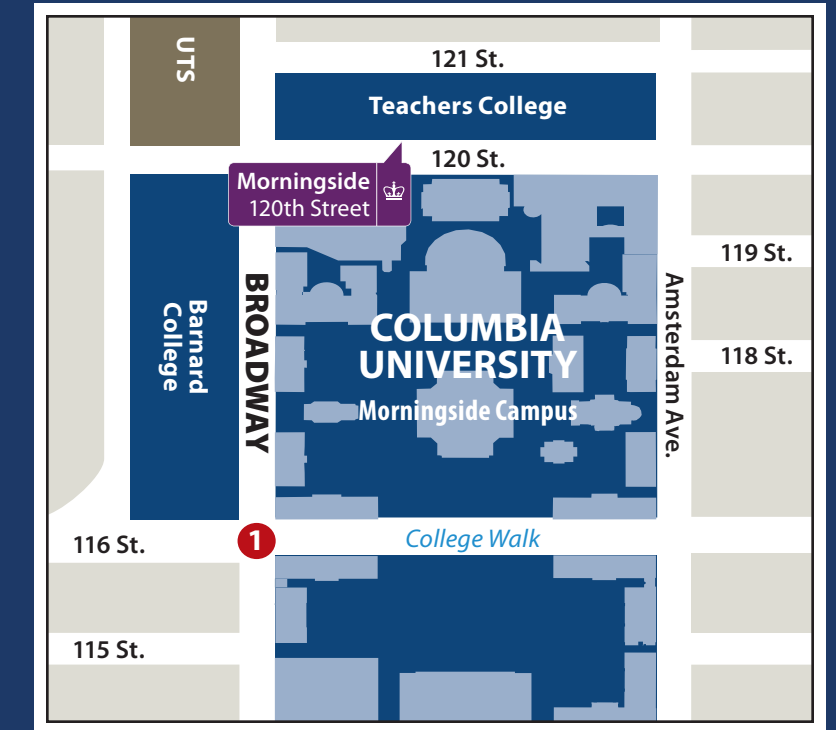 UTS
121 St.
Teachers College
120 St.
Morningside
120th Street
119 St.
Barnard
College
BROADWAY
COLUMBIA
UNIVERSITY
Morningside Campus
Amsterdam Ave.
118 St.
116 St.
1
College Walk
115 St.